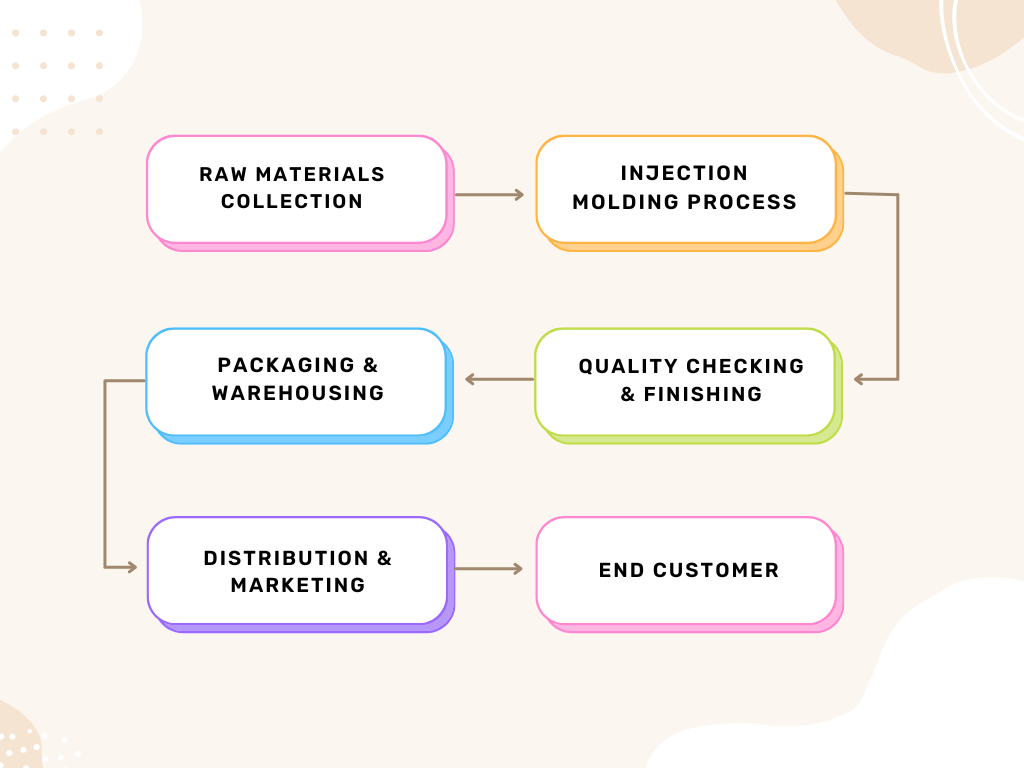 RAW MATERIALS
COLLECTION
INJECTION
MOLDING PROCESS
QUALITY CHECKING
& FINISHING
PACKAGING &
WAREHOUSING
DISTRIBUTION &
MARKETING
END CUSTOMER